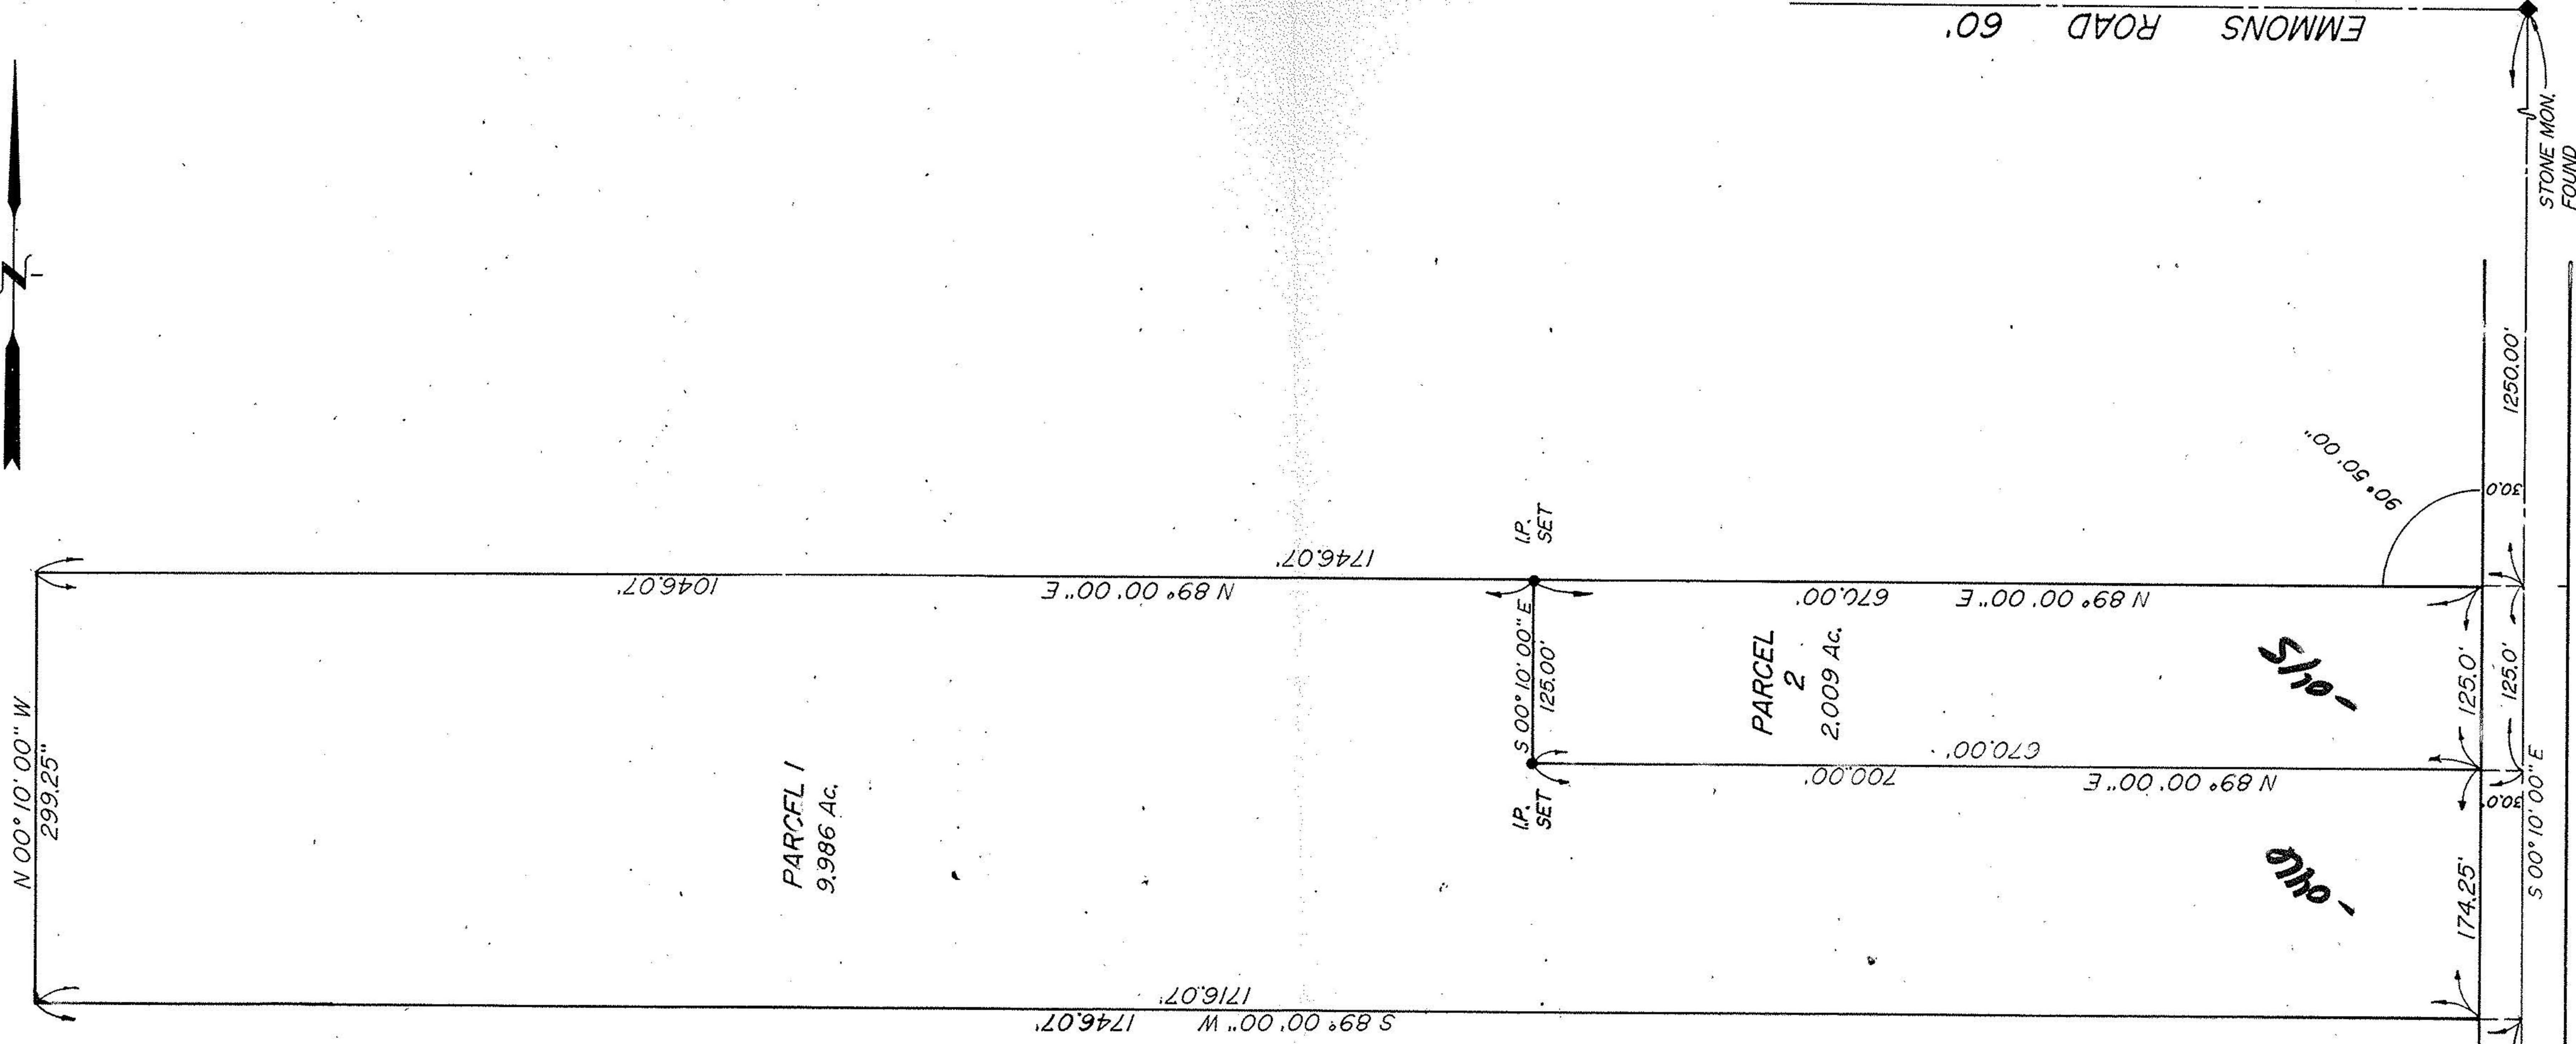 EMMONS ROAD 60'
STONE MON.
FOUND
N
1250.00'
90° 50' 00"
30.0'
I.P.
SET
1746.07'
1046.07'
N 89° 00' 00" E
670.00'
N 89° 00' 00" E
N 00° 10' 00" W
299.25"
S 00° 10' 00" E
125.00'
PARCEL
2
2.009 Ac.
125.0'
125.0'
PARCEL 1
9.986 Ac.
I.P.
SET
670.00'
700.00'
N 89° 00' 00" E
30.0'
S 00° 10' 00" E
174.25'
1716.07'
S 89° 00' 00" W
1746.07'